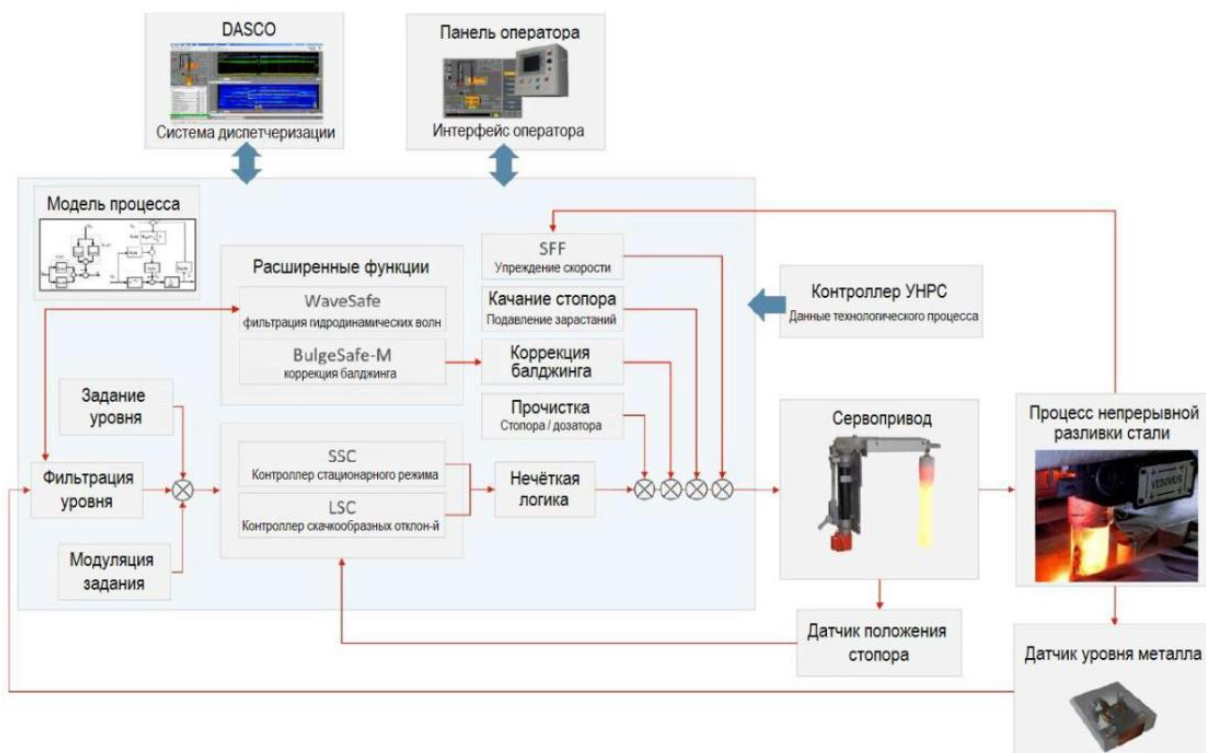 DASCO
Система диспетчеризации
Панель оператора
Интерфейс оператора
Модель процесса
Расширенные функции
WaveSafe
фильтрация гидродинамических волн
BulgeSafe-M
коррекция балджинга
SFF
Упреждение скорости
Качание стопора
Подавление зарастаний
Коррекция
балджинга
Прочистка
Стопора / дозатора
Контроллер УНРС
Данные технологического процесса
Задание
уровня
Фильтрация
уровня
Модуляция
задания
SSC
Контроллер стационарного режима
LSC
Контроллер скачкообразных отклон-й
Нечёткая
логика
Сервопривод
Процесс непрерывной
разливки стали
VESUVIUS
Датчик положения
стопора
Датчик уровня металла